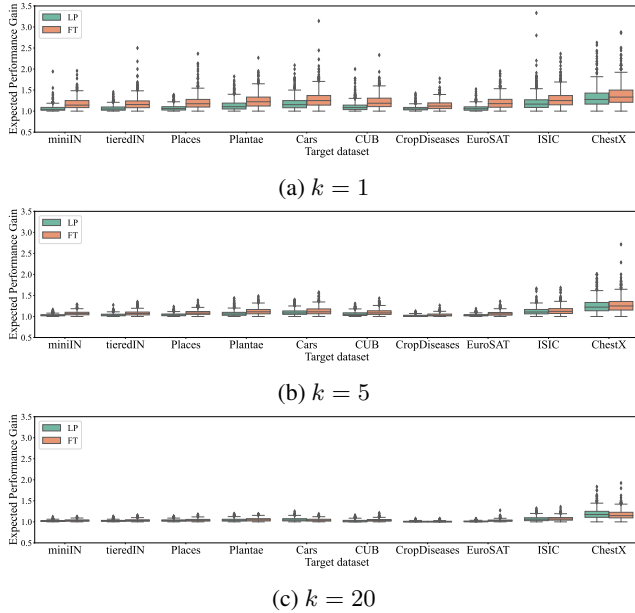 Expected Performance Gain
3.5
3.0
2.5
2.0
1.5
1.0
0.5
LP
FT
miniIN tieredIN Places Plantae Cars CUB CropDiseases EuroSAT ISIC ChestX
Target dataset
(a) k = 1
Expected Performance Gain
3.5
3.0
2.5
2.0
1.5
1.0
0.5
LP
FT
miniIN tieredIN Places Plantae Cars CUB CropDiseases EuroSAT ISIC ChestX
Target dataset
(b) k = 5
Expected Performance Gain
3.5
3.0
2.5
2.0
1.5
1.0
0.5
LP
FT
miniIN tieredIN Places Plantae Cars CUB CropDiseases EuroSAT ISIC ChestX
Target dataset
(c) k = 20